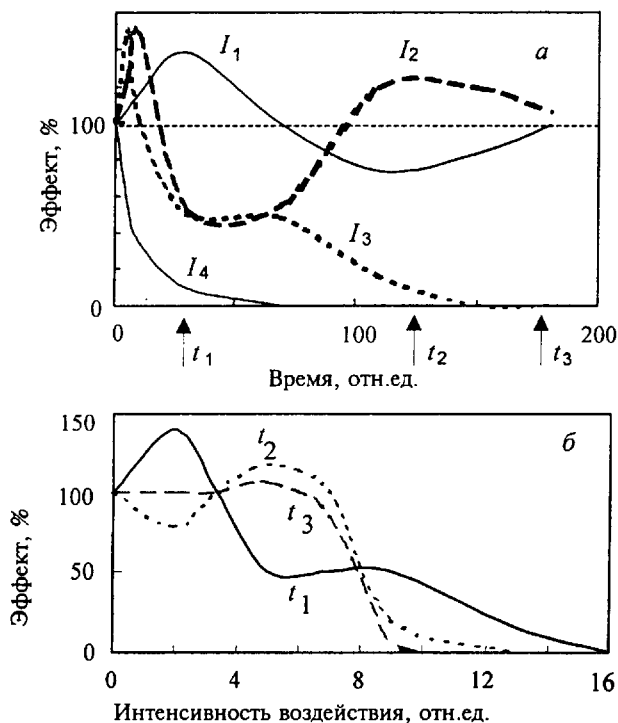 I1 I2 а
100
I3
I4
0
0 100 200
t1 t2 t3
Эффект, %
Время, отн.ед.
150
t2 б
100
t3
50
t1
0
0 4 8 12 16
Эффект, %
Интенсивность воздействия, отн.ед.